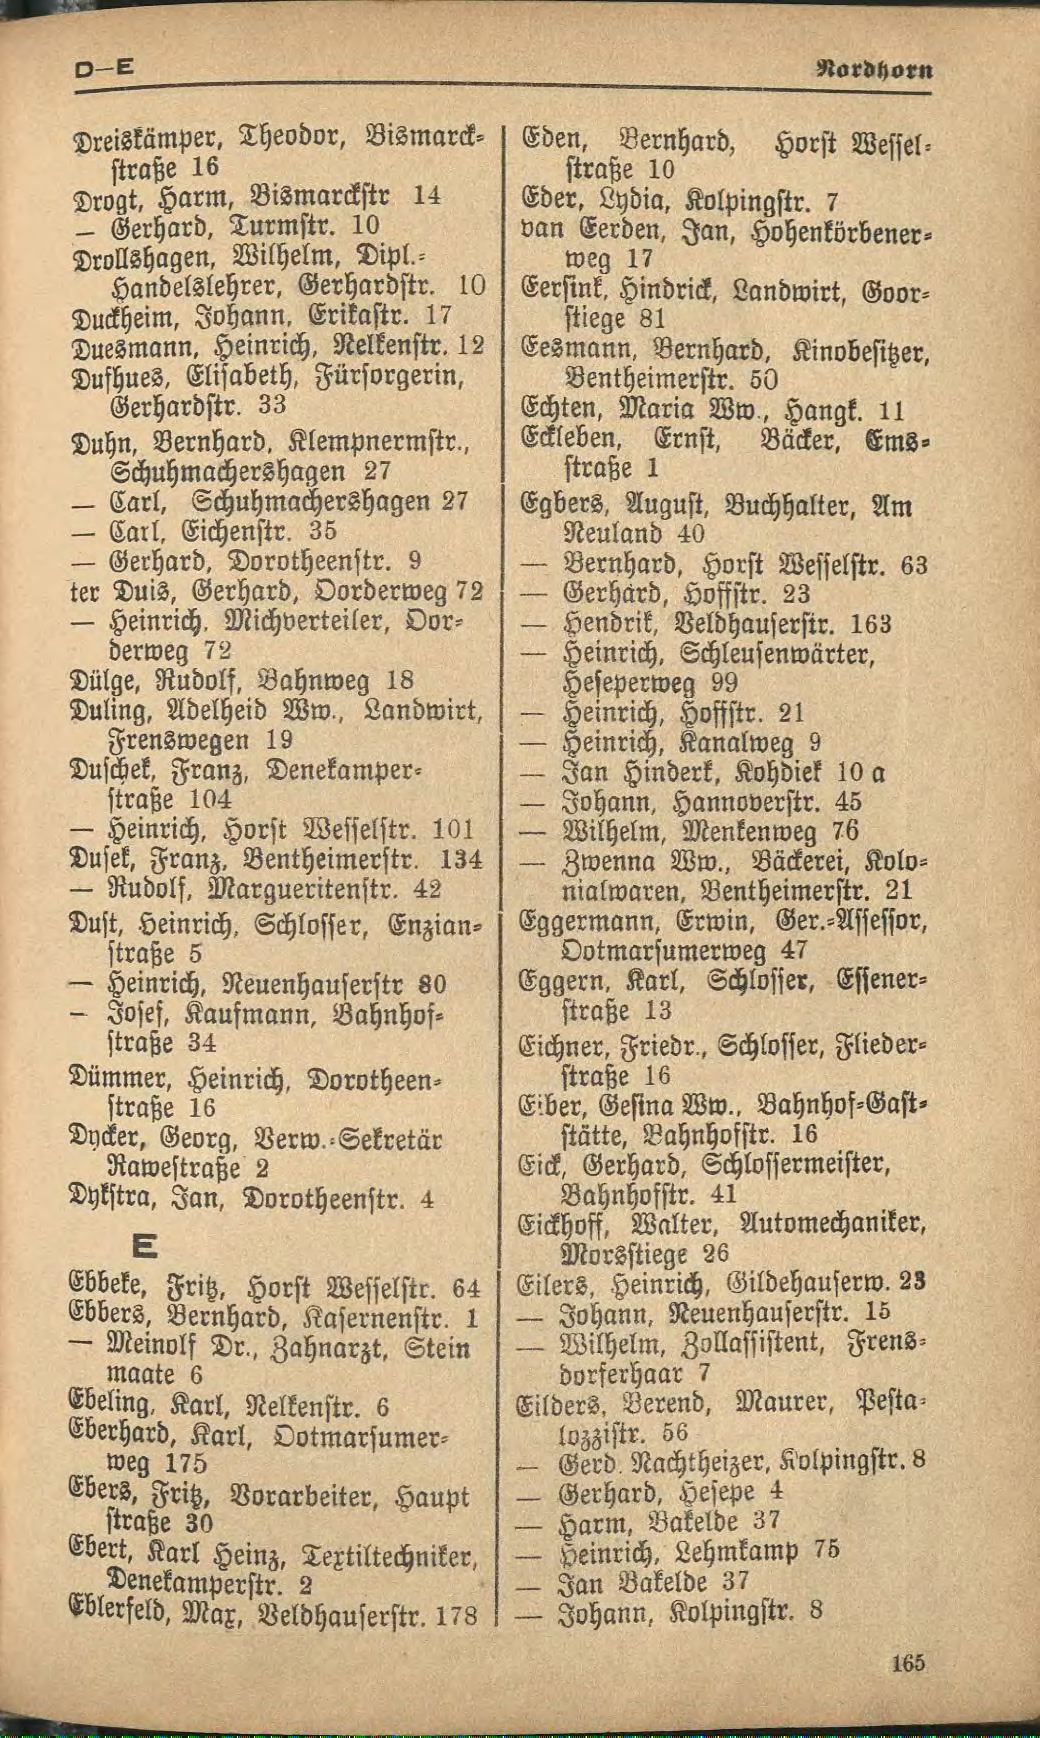 D—E
Nordhorn
Dreiskämper, Theodor, Bismarck-
straße 16
Drogt, Harm, Bismarckstr 14
— Gerhard, Turmstr. 10
Drollshagen, Wilhelm, Dipl.-
Handelslehrer, Gerhardstr. 10
Duckheim, Johann, Erikastr. 17
Duesmann, Heinrich, Nelkenstr. 12
Dufhues, Elisabeth, Fürsorgerin,
Gerhardstr. 33
Duhn, Bernhard, Klempnermstr.,
Schuhmachershagen 27
— Carl, Schuhmachershagen 27
— Carl, Eichenstr. 35
— Gerhard, Dorotheenstr. 9
ter Duis, Gerhard, Oorderweg 72
— Heinrich, Michverteiler, Oor-
derweg 72
Dülge, Rudolf, Bahnweg 18
Duling, Adelheid Ww., Landwirt,
Frenswegen 19
Duschek, Franz, Denekamper-
straße 104
— Heinrich, Horst Wesselstr. 101
Dusek, Franz, Bentheimerstr. 134
— Rudolf, Margueritenstr. 42
Dust, Heinrich, Schlosser, Enzian-
straße 5
— Heinrich, Neuenhauserstr 80
— Josef, Kaufmann, Bahnhof-
straße 34
Dümmer, Heinrich, Dorotheen-
straße 16
Dycker, Georg, Verw.-Sekretär
Rawestraße 2
Dykstra, Jan, Dorotheenstr. 4
E
Ebbeke, Fritz, Horst Wesselstr. 64
Ebbers, Bernhard, Kasernenstr. 1
— Meinolf Dr., Zahnarzt, Stein
maate 6
Ebeling, Karl, Nelkenstr. 6
Eberhard, Karl, Ootmarsumer-
weg 175
Ebers, Fritz, Vorarbeiter, Haupt
straße 30
Ebert, Karl Heinz, Textiltechniker,
Denekamperstr. 2
Eblerfeld, Max, Veldhauserstr. 178
Eden, Bernhard, Horst Wessel-
straße 10
Eder, Lydia, Kolpingstr. 7
van Eerden, Jan, Hohenkörbener-
weg 17
Eersink, Hindrick, Landwirt, Goor-
stiege 81
Eesmann, Bernhard, Kinobesitzer,
Bentheimerstr. 50
Echten, Maria Ww., Hangk. 11
Eckleben, Ernst, Bäcker, Ems-
straße 1
Egbers, August, Buchhalter, Am
Neuland 40
— Bernhard, Horst Wesselstr. 63
— Gerhard, Hoffstr. 23
— Hendrik, Veldhauserstr. 163
— Heinrich, Schleusenwärter,
Heseperweg 99
— Heinrich, Hoffstr. 21
— Heinrich, Kanalweg 9
— Jan Hinderk, Kohdiek 10 a
— Johann, Hannoverstr. 45
— Wilhelm, Menkenweg 76
— Zwenna Ww., Bäckerei, Kolo-
nialwaren, Bentheimerstr. 21
Eggermann, Erwin, Ger.-Assessor,
Ootmarsumerweg 47
Eggern, Karl, Schlosser, Essener-
straße 13
Eichner, Friedr., Schlosser, Flieder-
straße 16
Eiber, Gesina Ww., Bahnhof-Gast-
stätte, Bahnhofstr. 16
Eick, Gerhard, Schlossermeister,
Bahnhofstr. 41
Eickhoff, Walter, Automechaniker,
Morsstiege 26
Eilers, Heinrich, Gildehauserw. 23
— Johann, Neuenhauserstr. 15
— Wilhelm, Zollassistent, Frens-
dorferhaar 7
Eilders, Berend, Maurer, Pesta-
lozzistr. 56
— Gerd. Nachtheizer, Kolpingstr. 8
— Gerhard, Hesepe 4
— Harm, Bakelde 37
— Heinrich, Lehmkamp 75
— Jan Bakelde 37
— Johann, Kolpingstr. 8
165